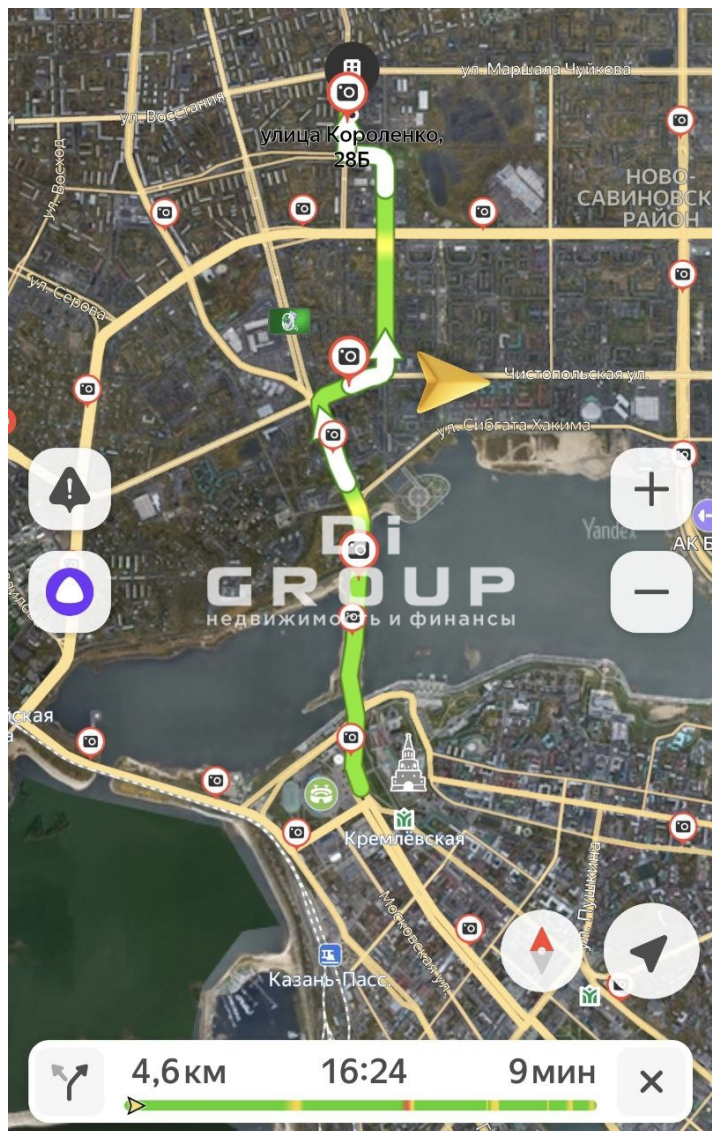 ул. Маршала Чуйкова
ул. Восстания
улица Короленко,
28Б
ул. Восход
НОВО-
САВИНОВСК
РАЙОН
ул. Серова
Чистопольская ул.
ул. Сибгата Хакима
Yandex
АК Б
Di
GROUP
недвижимость и финансы
йская
Кремлёвская
ул. Пушкина
Московская ул.
Казань-Пасс.
4,6 км 16:24 9 мин